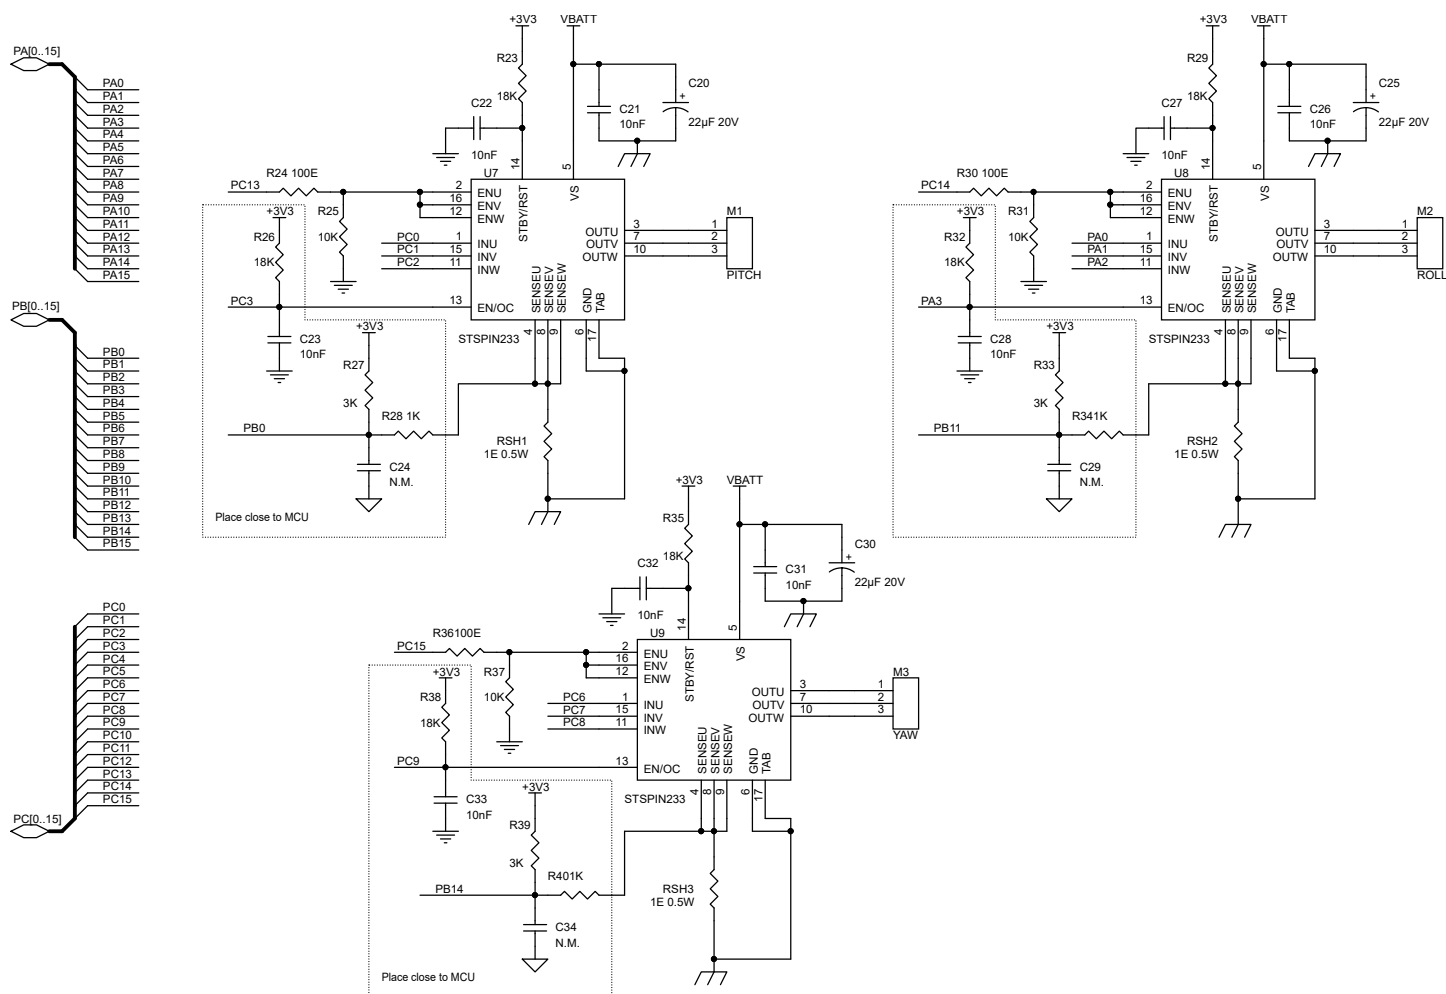 PA[0..15]
PA0
PA1
PA2
PA3
PA4
PA5
PA6
PA7
PA8
PA9
PA10
PA11
PA12
PA13
PA14
PA15
PB[0..15]
PB0
PB1
PB2
PB3
PB4
PB5
PB6
PB7
PB8
PB9
PB10
PB11
PB12
PB13
PB14
PB15
PC0
PC1
PC2
PC3
PC4
PC5
PC6
PC7
PC8
PC9
PC10
PC11
PC12
PC13
PC14
PC15
PC[0..15]
+3V3
VBATT
R23
18K
C22
10nF
C21
10nF
C20
22µF 20V
+
14
5
U7
R24 100E
PC13
2
16
12
ENU
ENV
ENW
STBY/RST
VS
+3V3
R26
18K
R25
10K
PC0
PC1
PC2
1
15
11
INU
INV
INW
OUTU
OUTV
OUTW
3
7
10
1
2
3
M1
PITCH
PC3
13
EN/OC
SENSEU
SENSEV
SENSEW
GND
TAB
4
8
9
6
17
STSPIN233
C23
10nF
+3V3
R27
3K
PB0
R28 1K
C24
N.M.
RSH1
1E 0.5W
Place close to MCU
+3V3
VBATT
R29
18K
C27
10nF
C26
10nF
C25
22µF 20V
+
14
5
U8
R30 100E
PC14
2
16
12
ENU
ENV
ENW
STBY/RST
VS
+3V3
R32
18K
R31
10K
PA0
PA1
PA2
1
15
11
INU
INV
INW
OUTU
OUTV
OUTW
3
7
10
1
2
3
M2
ROLL
PA3
13
EN/OC
SENSEU
SENSEV
SENSEW
GND
TAB
4
8
9
6
17
STSPIN233
C28
10nF
+3V3
R33
3K
PB11
R341K
C29
N.M.
RSH2
1E 0.5W
+3V3
VBATT
R35
18K
C32
10nF
C31
10nF
C30
22µF 20V
+
14
5
U9
R36100E
PC15
2
16
12
ENU
ENV
ENW
STBY/RST
VS
+3V3
R38
18K
R37
10K
PC6
PC7
PC8
1
15
11
INU
INV
INW
OUTU
OUTV
OUTW
3
7
10
1
2
3
M3
YAW
PC9
13
EN/OC
SENSEU
SENSEV
SENSEW
GND
TAB
4
8
9
6
17
STSPIN233
C33
10nF
+3V3
R39
3K
PB14
R401K
C34
N.M.
RSH3
1E 0.5W
Place close to MCU